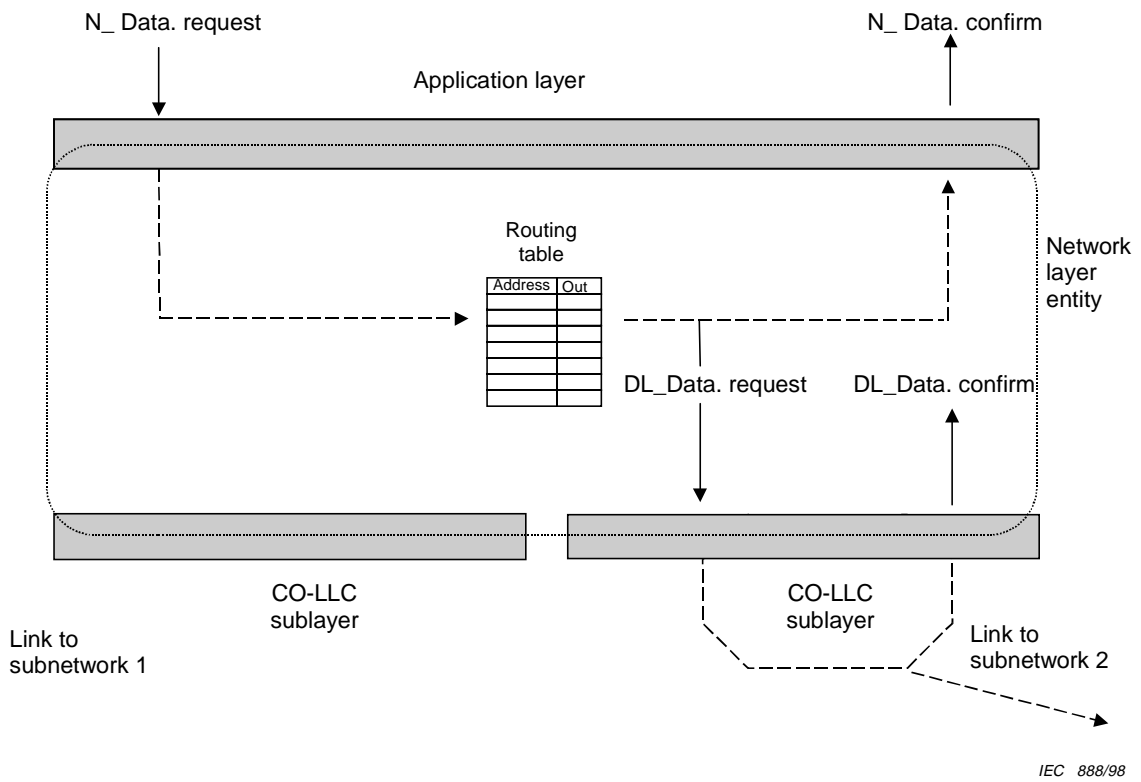 N_ Data. request
N_ Data. confirm
Application layer
Routing
table
Address Out
Network
layer
entity
DL_Data. request
DL_Data. confirm
CO-LLC
sublayer
CO-LLC
sublayer
Link to
subnetwork 1
Link to
subnetwork 2
IEC 888/98